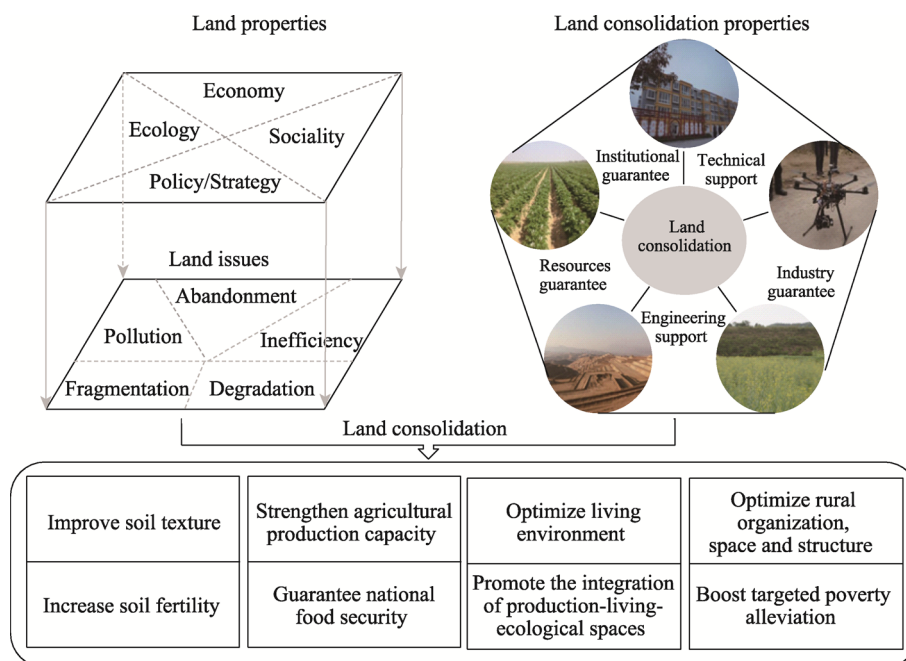 Land properties
Economy
Ecology
Sociality
Policy/Strategy
Land issues
Abandonment
Pollution
Inefficiency
Fragmentation
Degradation
Land consolidation properties
Institutional
guarantee
Technical
support
Land
consolidation
Resources
guarantee
Industry
guarantee
Engineering
support
Land consolidation
Improve soil texture
Strengthen agricultural
production capacity
Optimize living
environment
Optimize rural
organization,
space and structure
Increase soil fertility
Guarantee national
food security
Promote the integration
of production-living-
ecological spaces
Boost targeted poverty
alleviation